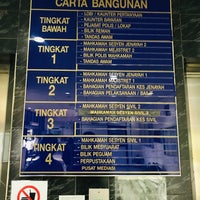 CARTA BANGUNAN
TINGKAT BAWAH
- LOBI / KAUNTER PERTANYAAN
- KAUNTER BAYARAN
- PEJABAT POLIS / LOKAP
- BILIK REMAN
- TANDAS AWAM
TINGKAT 1
- MAHKAMAH SESYEN JENAYAH 2
- MAHKAMAH MAJISTRET 2
- MAHKAMAH MAJISTRET 3
- TANDAS AWAM
TINGKAT 2
- MAHKAMAH SESYEN JENAYAH 1
- MAHKAMAH MAJISTRET 1
- BAHAGIAN PENDAFTARAN KES JENAYAH
- BAHAGIAN PELAKSANAAN /
TINGKAT 3
- MAHKAMAH SESYEN SIVIL 2
- MAHKAMAH SESYEN SIVIL
- BAHAGIAN PENDAFTARAN KES SIVIL
TINGKAT 4
- MAHKAMAH SESYEN SIVIL 1
- BILIK MESYUARAT
- BILIK PEGUAM
- PERPUSTAKAAN
- PUSAT MEDIASI